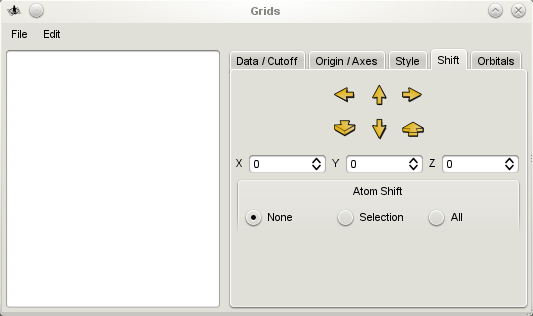 Grids
File Edit
Data / Cutoff Origin / Axes Style Shift Orbitals
X 0 Y 0 Z 0
Atom Shift
None Selection All